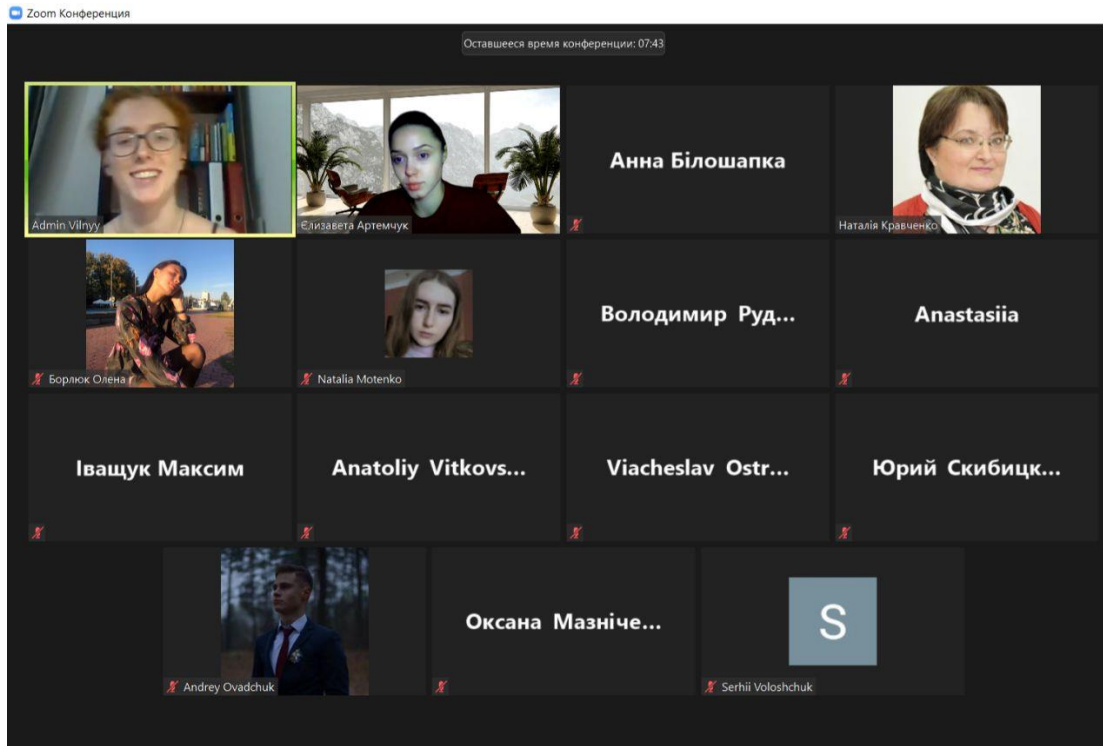 Zoom Конференция
Оставшееся время конференции: 07:43
Admin Vilnyy
Єлизавета Артемчук
Анна Білошапка
Наталія Кравченко
Борлюк Олена
Natalia Motenko
Володимир Руд...
Anastasiia
Іващук Максим
Anatoliy Vitkovs...
Viacheslav Ostr...
Юрий Скибицк...
Andrey Ovadchuk
Оксана Мазніче...
S
Serhii Voloshchuk